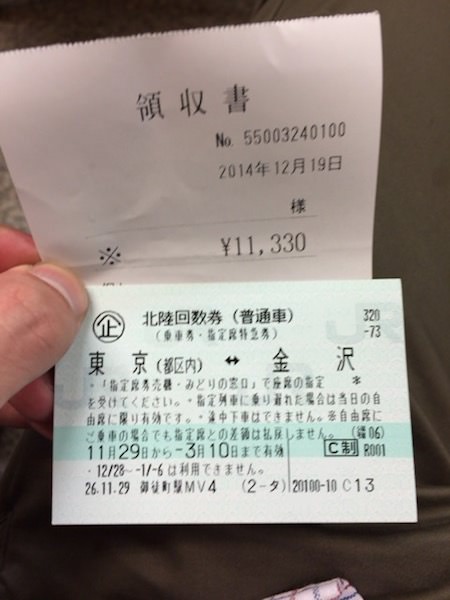 領収書
No. 55003240100
2014年12月19日
様
※ ¥11,330
企 北陸回数券(普通車) 320
(乗車券・指定席特急券) -73
東京(都区内) ↔ 金沢
・「指定席券売機・みどりの窓口」で座席の指定 *
を受けてください。・指定列車に乗り遅れた場合は当日の自
由席に限り有効です。・途中下車はできません。※自由席に
ご乗車の場合でも指定席との差額は払戻しません。(繰06)
11月29日から-3月10日まで有効 C制 R001
・12/28~-1/-6は利用できません。
26.11.29 御徒町駅MV4 (2-タ) 20100-10 C13